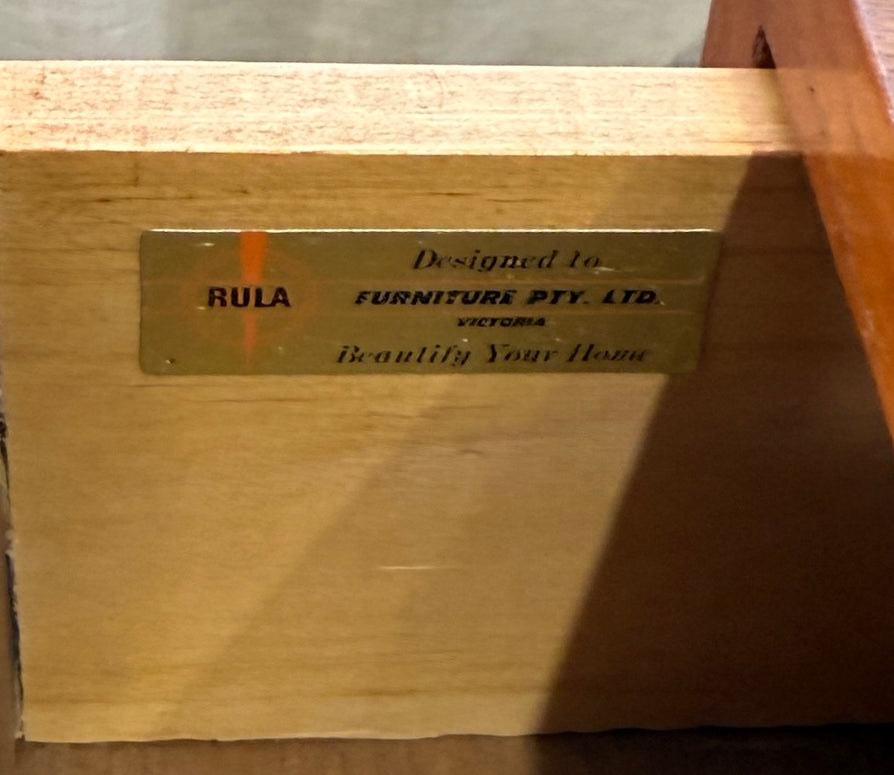 RULA
Designed to
FURNITURE PTY. LTD.
VICTORIA
Beautify Your Home